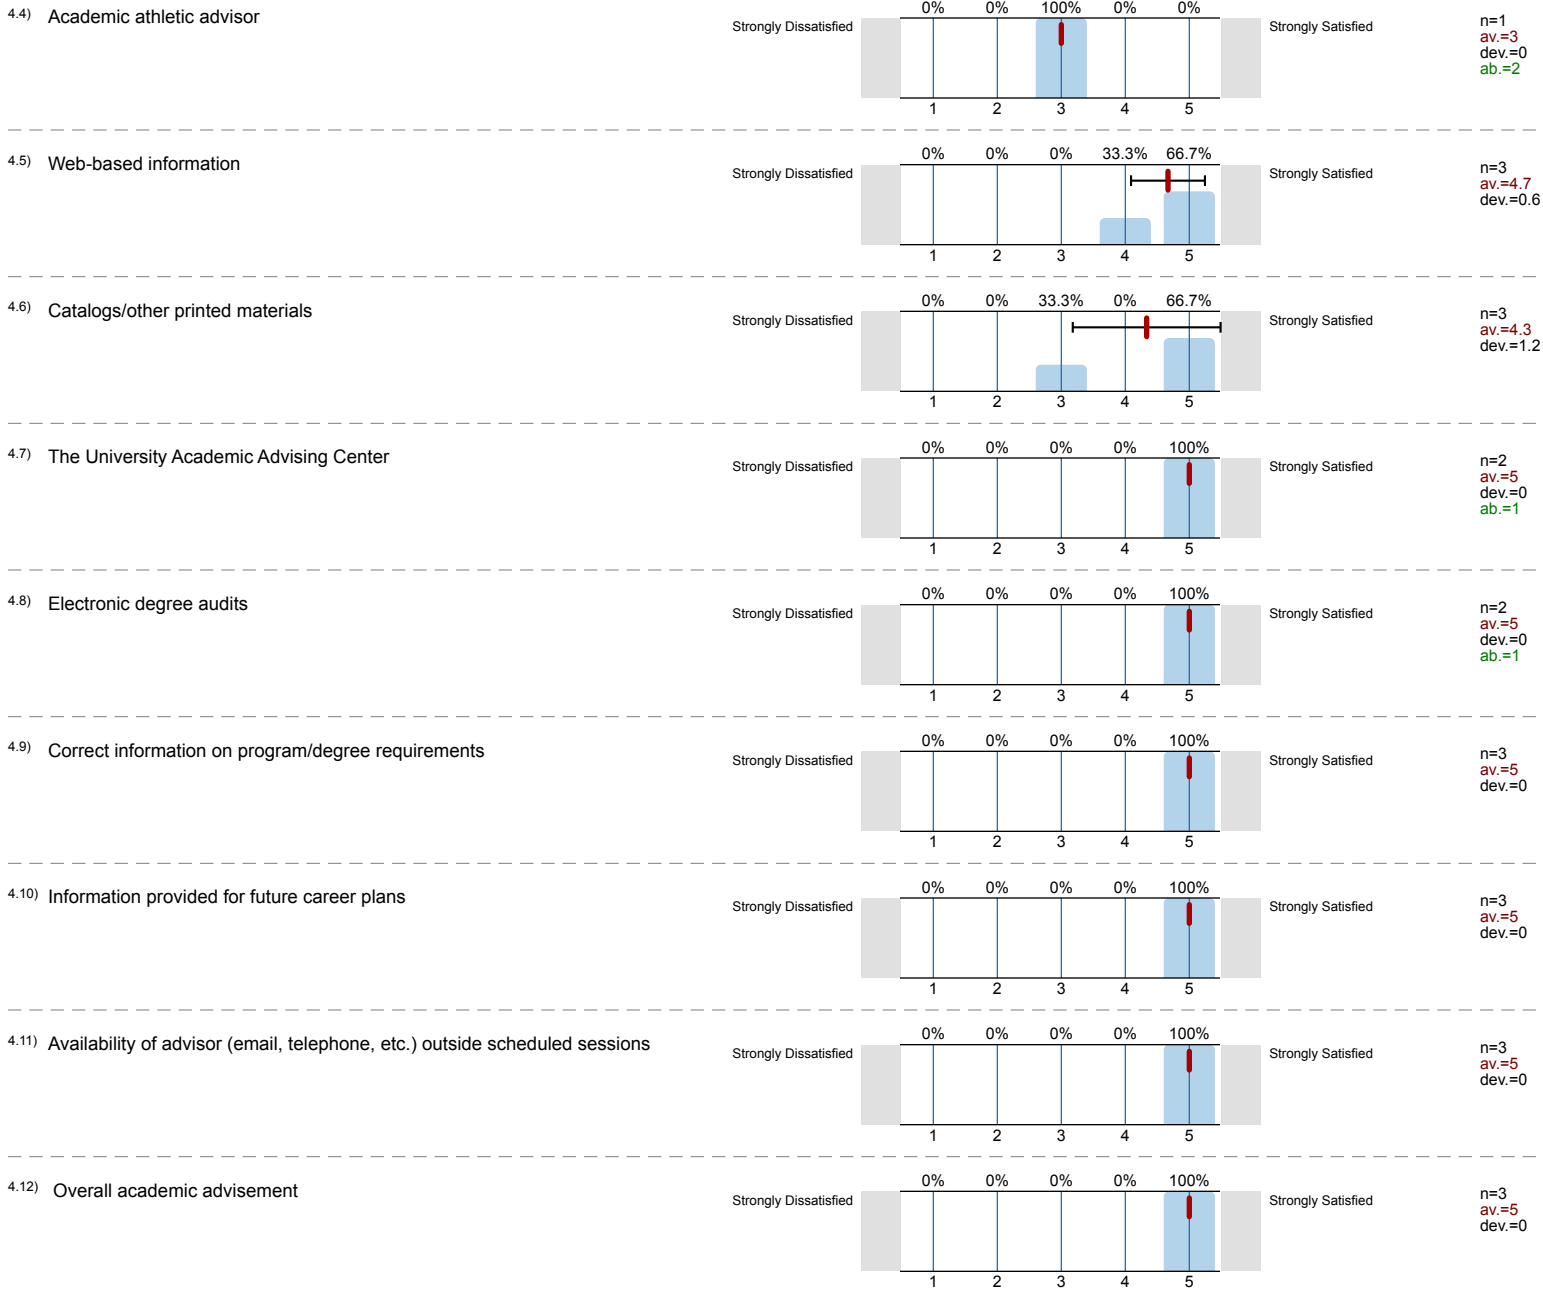 4.4) Academic athletic advisor
0% 0% 100% 0% 0%
Strongly Dissatisfied Strongly Satisfied
n=1
av.=3
dev.=0
ab.=2
1 2 3 4 5
4.5) Web-based information
0% 0% 0% 33.3% 66.7%
Strongly Dissatisfied Strongly Satisfied
n=3
av.=4.7
dev.=0.6
1 2 3 4 5
4.6) Catalogs/other printed materials
0% 0% 33.3% 0% 66.7%
Strongly Dissatisfied Strongly Satisfied
n=3
av.=4.3
dev.=1.2
1 2 3 4 5
4.7) The University Academic Advising Center
0% 0% 0% 0% 100%
Strongly Dissatisfied Strongly Satisfied
n=2
av.=5
dev.=0
ab.=1
1 2 3 4 5
4.8) Electronic degree audits
0% 0% 0% 0% 100%
Strongly Dissatisfied Strongly Satisfied
n=2
av.=5
dev.=0
ab.=1
1 2 3 4 5
4.9) Correct information on program/degree requirements
0% 0% 0% 0% 100%
Strongly Dissatisfied Strongly Satisfied
n=3
av.=5
dev.=0
1 2 3 4 5
4.10) Information provided for future career plans
0% 0% 0% 0% 100%
Strongly Dissatisfied Strongly Satisfied
n=3
av.=5
dev.=0
1 2 3 4 5
4.11) Availability of advisor (email, telephone, etc.) outside scheduled sessions
0% 0% 0% 0% 100%
Strongly Dissatisfied Strongly Satisfied
n=3
av.=5
dev.=0
1 2 3 4 5
4.12) Overall academic advisement
0% 0% 0% 0% 100%
Strongly Dissatisfied Strongly Satisfied
n=3
av.=5
dev.=0
1 2 3 4 5